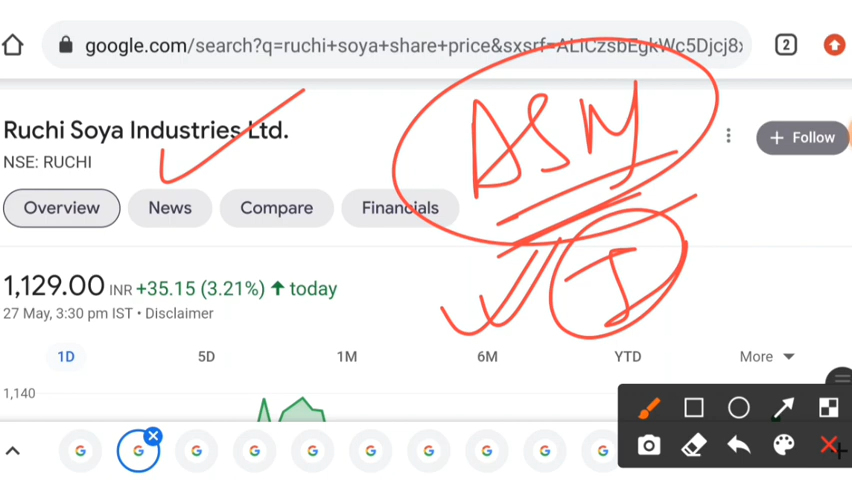 google.com/search?q=ruchi+soya+share+price&sxsrf=ALiCzsbEgkWc5Djcj8x
2
Ruchi Soya Industries Ltd.
NSE: RUCHI
+ Follow
ASM
Overview
News
Compare
Financials
I
1,129.00 INR +35.15 (3.21%) ↑ today
27 May, 3:30 pm IST • Disclaimer
1D
5D
1M
6M
YTD
More
1,140